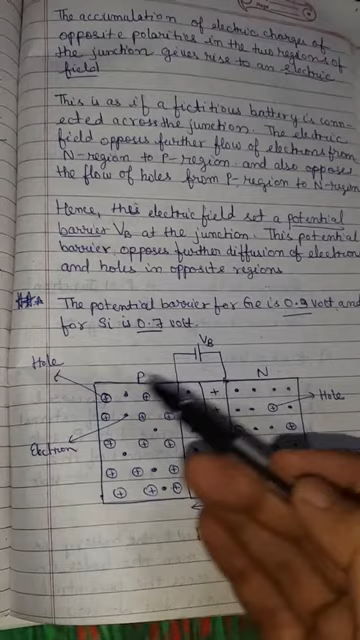 The accumulation of electric charges of
opposite polarities in the two regions of
the junction gives rise to an electric
field
This is as if a fictitious battery is conn-
ected across the junction. The electric
field opposes further flow of electrons from
N-region to P-region and also opposes
the flow of holes from P-region to N-region
Hence, this electric field set a potential
barrier VB at the junction. This potential
barrier opposes further diffusion of electron
and holes in opposite regions
The potential barrier for Ge is 0.9 volt and
for Si is 0.7 volt.
VB
Hole
P
N
Hole
Electron